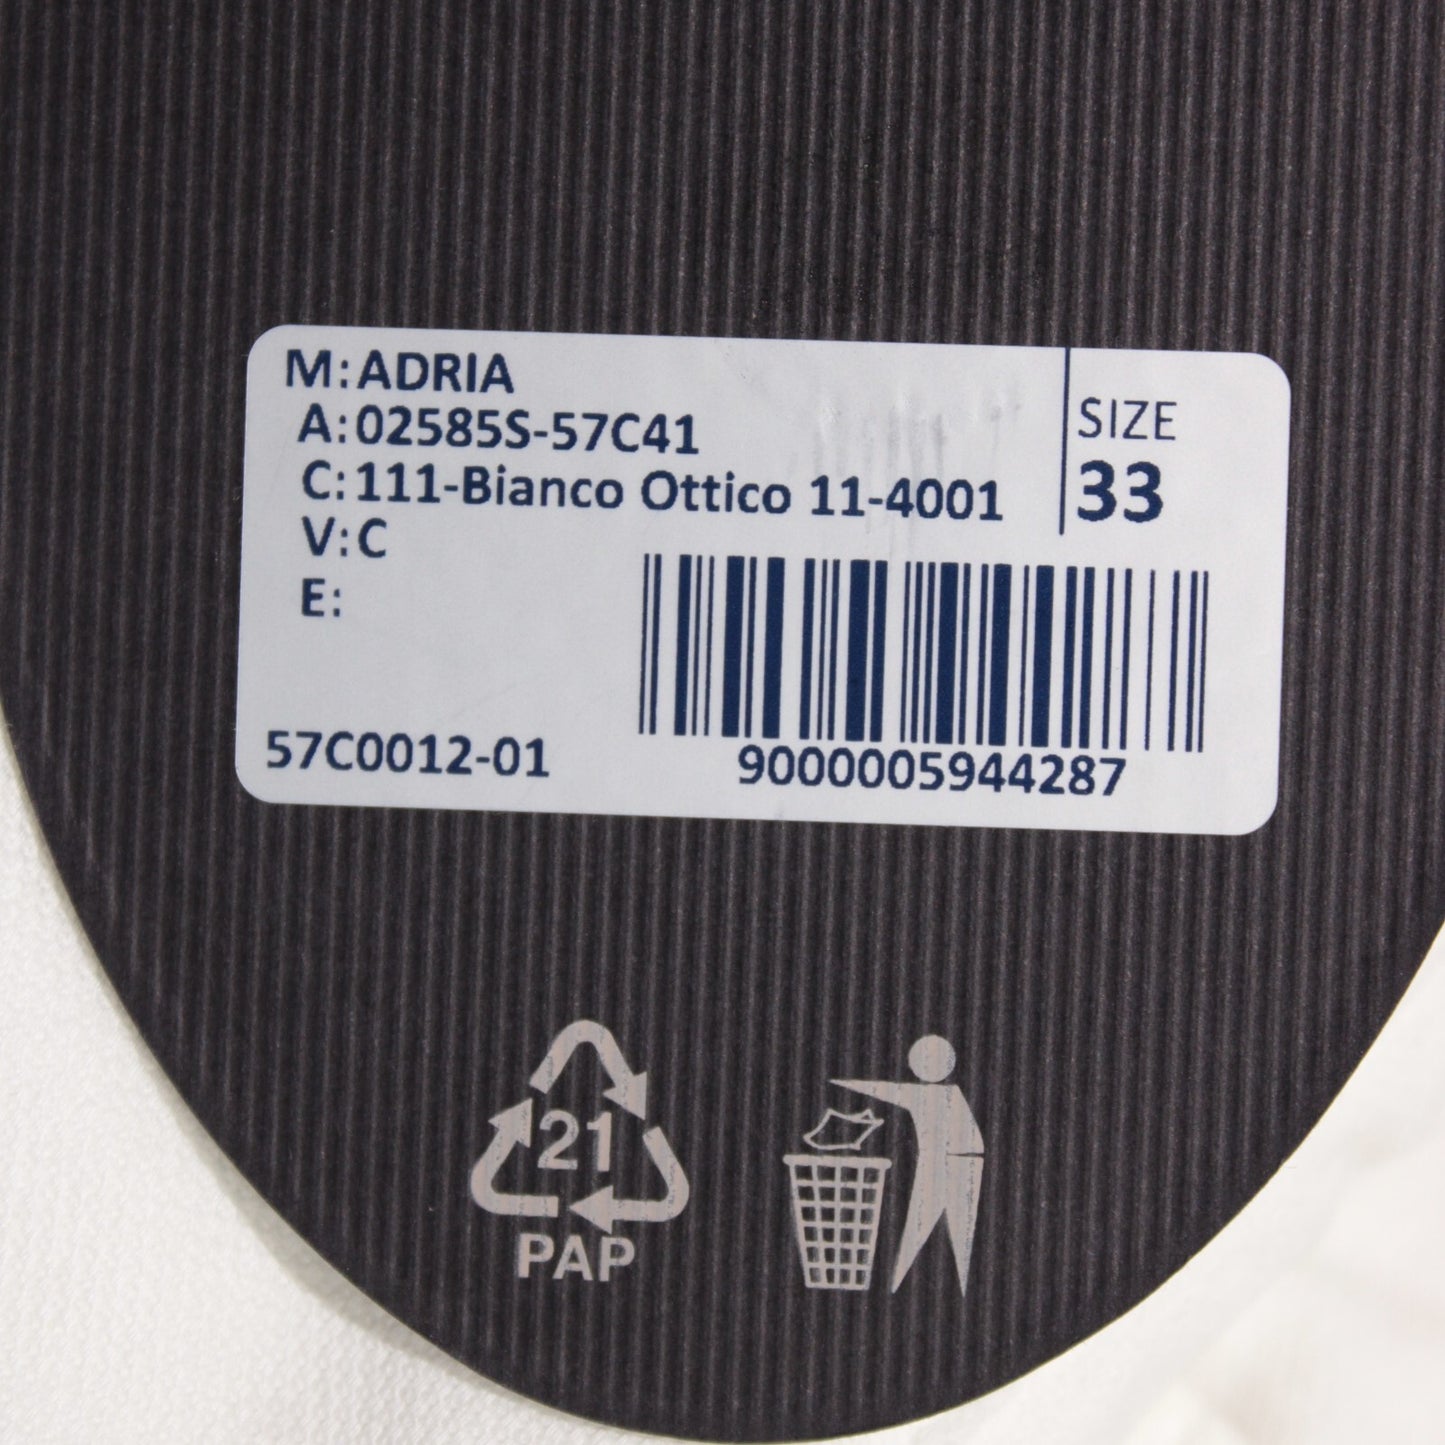 M: ADRIA
A: 02585S-57C41
C: 111-Bianco Ottico 11-4001
V: C
E:
SIZE
33
57C0012-01
9000005944287
21
PAP